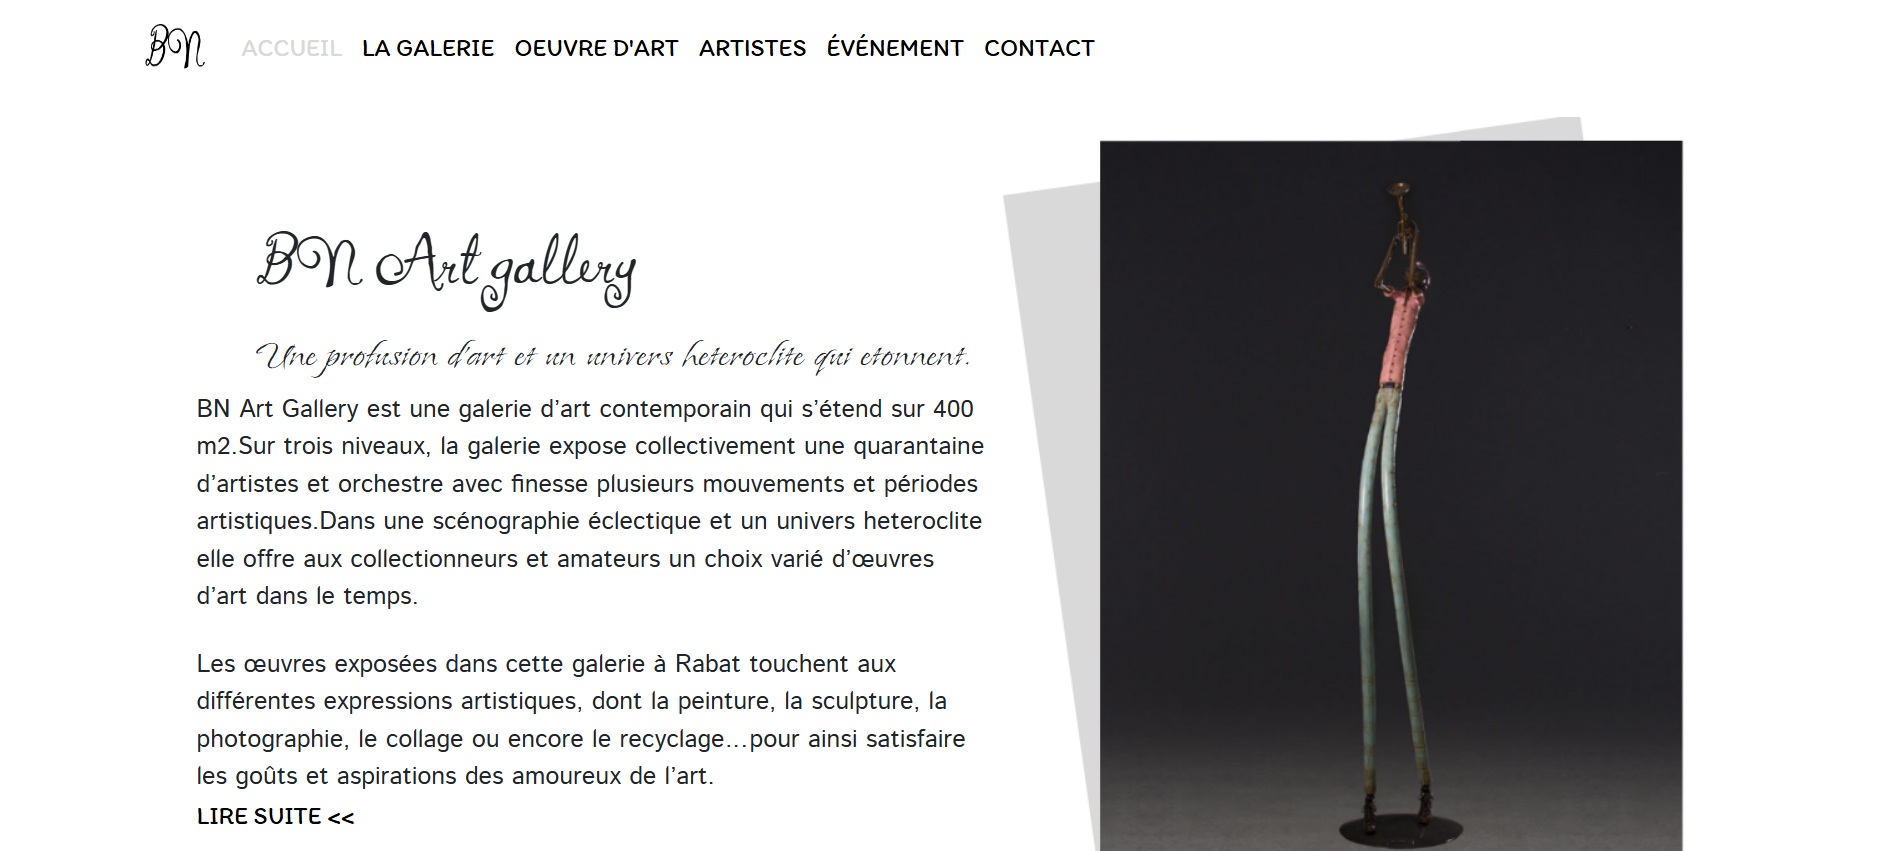 BN
ACCUEIL LA GALERIE OEUVRE D'ART ARTISTES ÉVÉNEMENT CONTACT
BN Art gallery
Une profusion d'art et un univers heteroclite qui etonnent.
BN Art Gallery est une galerie d’art contemporain qui s’étend sur 400
m2.Sur trois niveaux, la galerie expose collectivement une quarantaine
d’artistes et orchestre avec finesse plusieurs mouvements et périodes
artistiques.Dans une scénographie éclectique et un univers heteroclite
elle offre aux collectionneurs et amateurs un choix varié d’œuvres
d’art dans le temps.
Les œuvres exposées dans cette galerie à Rabat touchent aux
différentes expressions artistiques, dont la peinture, la sculpture, la
photographie, le collage ou encore le recyclage…pour ainsi satisfaire
les goûts et aspirations des amoureux de l’art.
LIRE SUITE <<